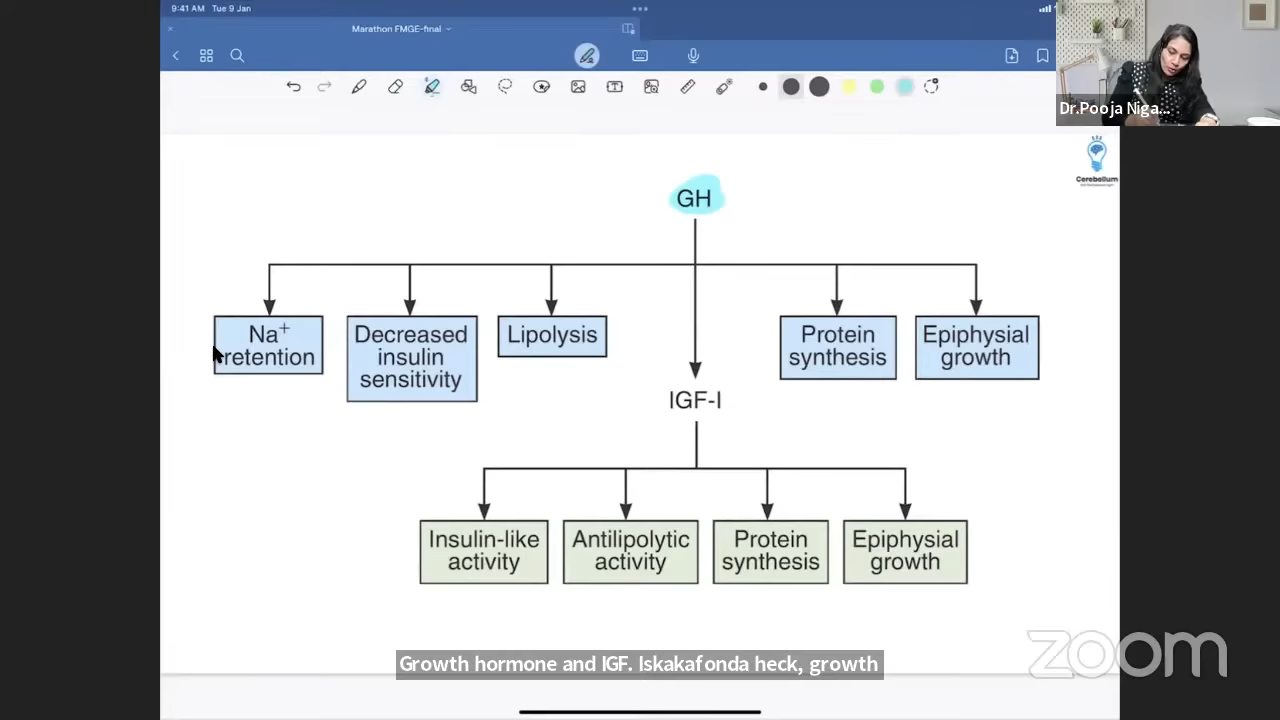 9:41 AM Tue 9 Jan
Marathon FMGE-final
Dr.Pooja Niga...
Cerebellum
GH
Na+
retention
Decreased
insulin
sensitivity
Lipolysis
Protein
synthesis
Epiphysial
growth
IGF-I
Insulin-like
activity
Antilipolytic
activity
Protein
synthesis
Epiphysial
growth
Growth hormone and IGF. Iskakafonda heck, growth
zoom